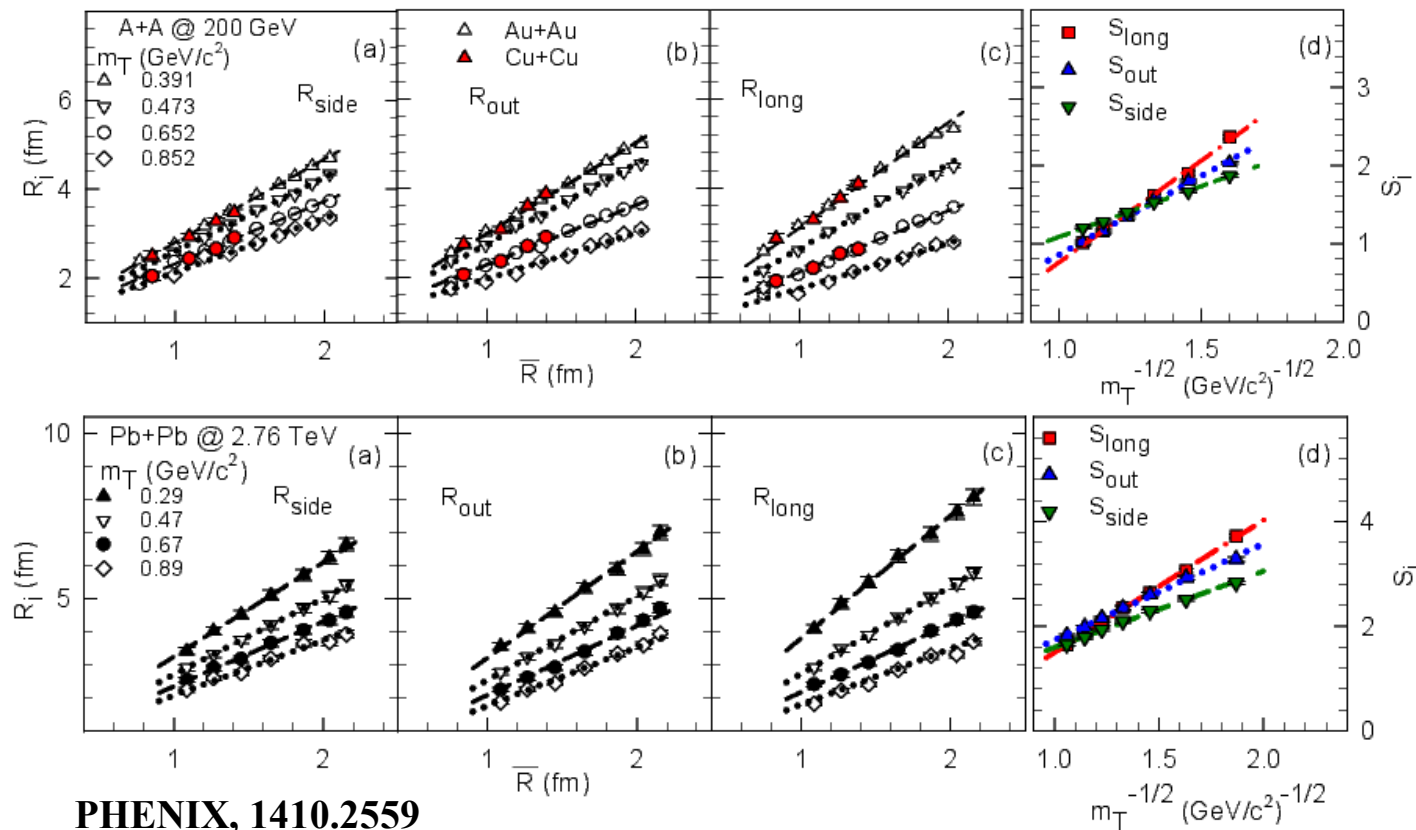 A+A @ 200 GeV
(a)
m_T (GeV/c²)
△ 0.391
▽ 0.473
○ 0.652
◇ 0.852
R_side
△ Au+Au
▲ Cu+Cu
(b)
R_out
(c)
R_long
(d)
S_long
S_out
S_side
R_i (fm)
6
4
2
3
2
1
0
S_i
1 2
1 2
1 2
1.0 1.5 2.0
R̅ (fm)
m_T^-1/2 (GeV/c²)^-1/2
Pb+Pb @ 2.76 TeV
(a)
m_T (GeV/c²)
▲ 0.29
▽ 0.47
● 0.67
◇ 0.89
R_side
(b)
R_out
(c)
R_long
(d)
S_long
S_out
S_side
R_i (fm)
10
5
4
2
0
S_i
1 2
1 2
1 2
1.0 1.5 2.0
R̅ (fm)
m_T^-1/2 (GeV/c²)^-1/2
PHENIX, 1410.2559